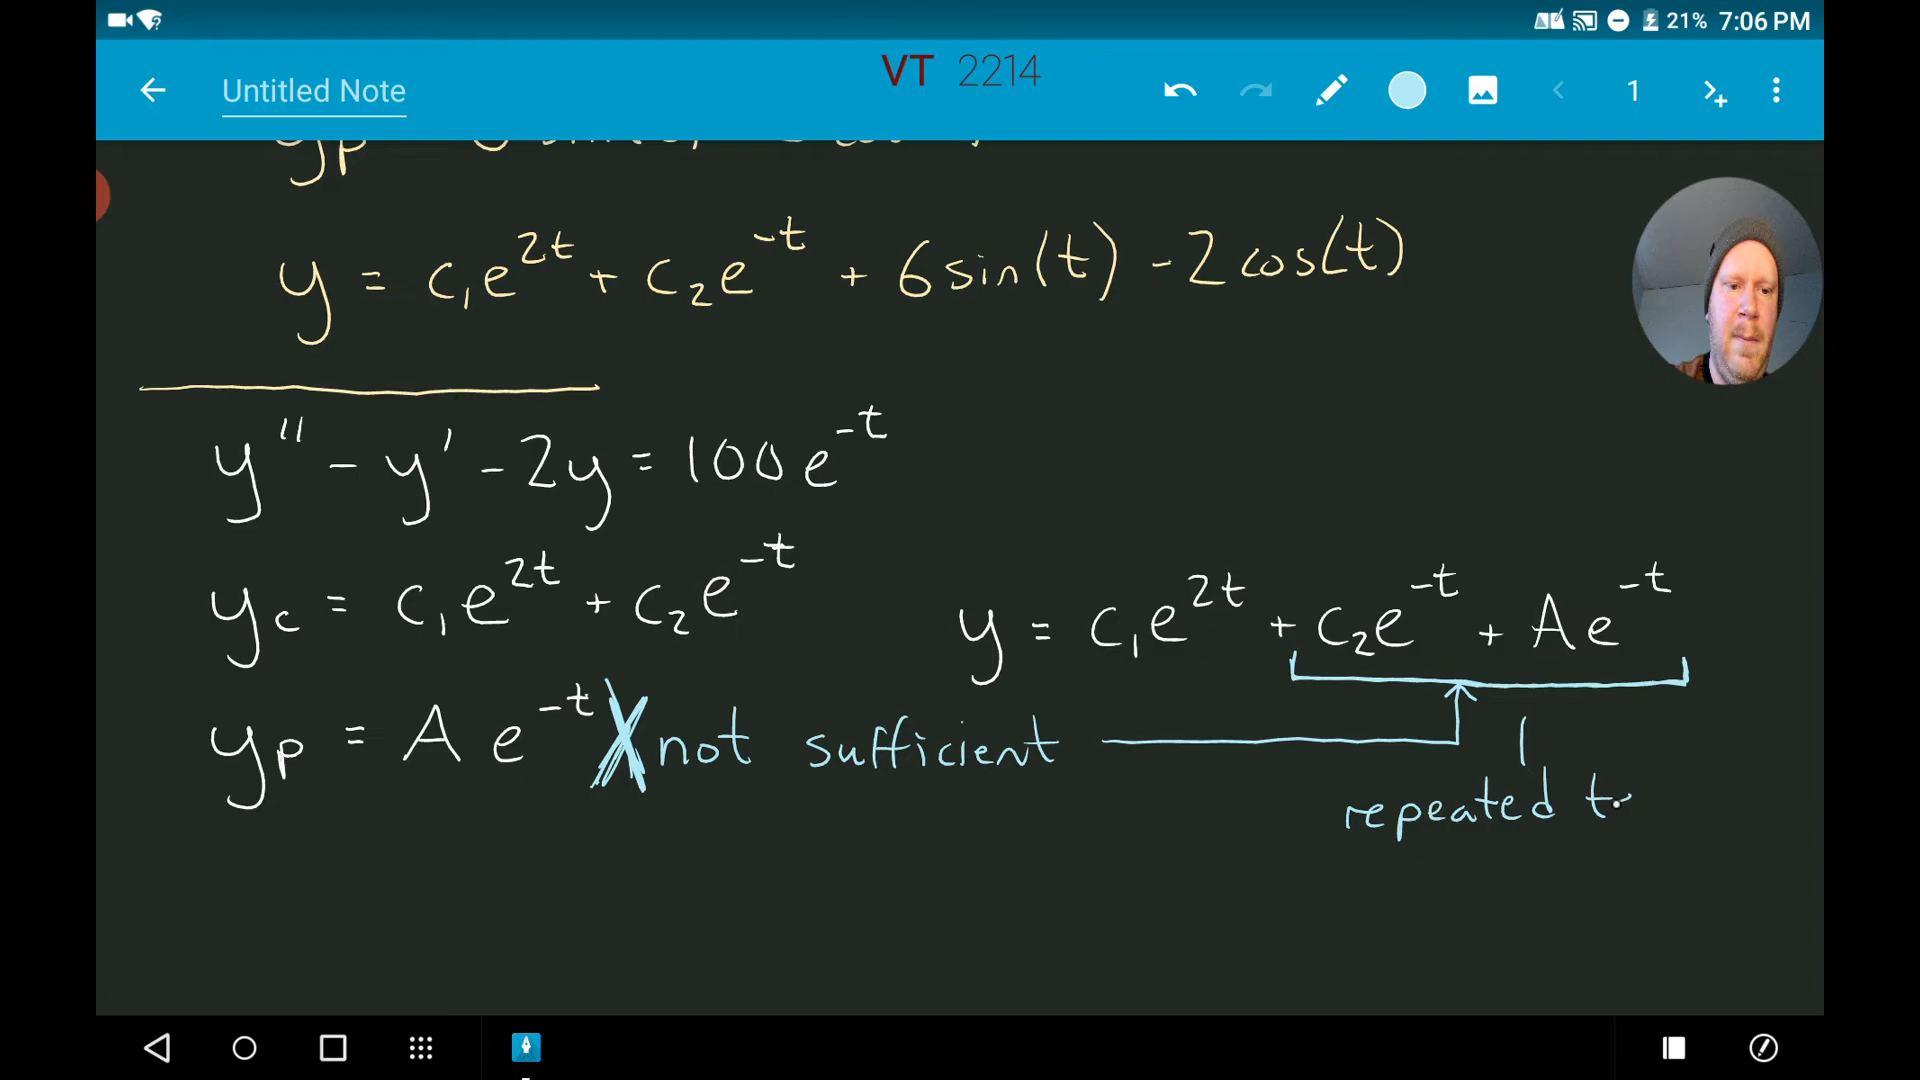 21% 7:06 PM
VT 2214
Untitled Note
1
y = c₁e^{2t} + c₂e^{-t} + 6sin(t) - 2cos(t)
y'' - y' - 2y = 100e^{-t}
y_c = c₁e^{2t} + c₂e^{-t}
y = c₁e^{2t} + c₂e^{-t} + Ae^{-t}
y_p = A e^{-t} X not sufficient
repeated t